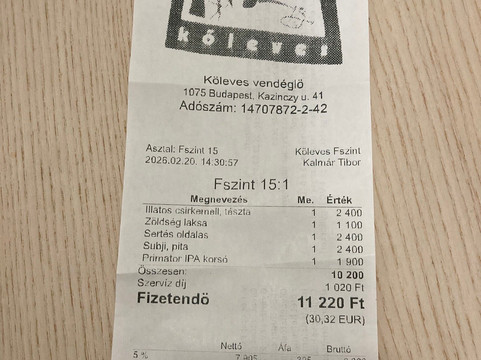 kőleves
Köleves vendéglö
1075 Budapest, Kazinczy u. 41
Adószám: 14707872-2-42
Asztal: Fszint 15 Köleves Fszint
2026.02.20. 14:30:57 Kalmár Tibor
Fszint 15:1
Megnevezés Me. Érték
Illatos csirkemell, tészta 1 2 400
Zöldség laksa 1 1 100
Sertés oldalas 1 2 400
Subji, pita 1 2 400
Primator IPA korsó 1 1 900
Összesen: 10 200
Szerviz díj 1 020 Ft
Fizetendö 11 220 Ft
(30,32 EUR)
Nettó Áfa Bruttó
5 %